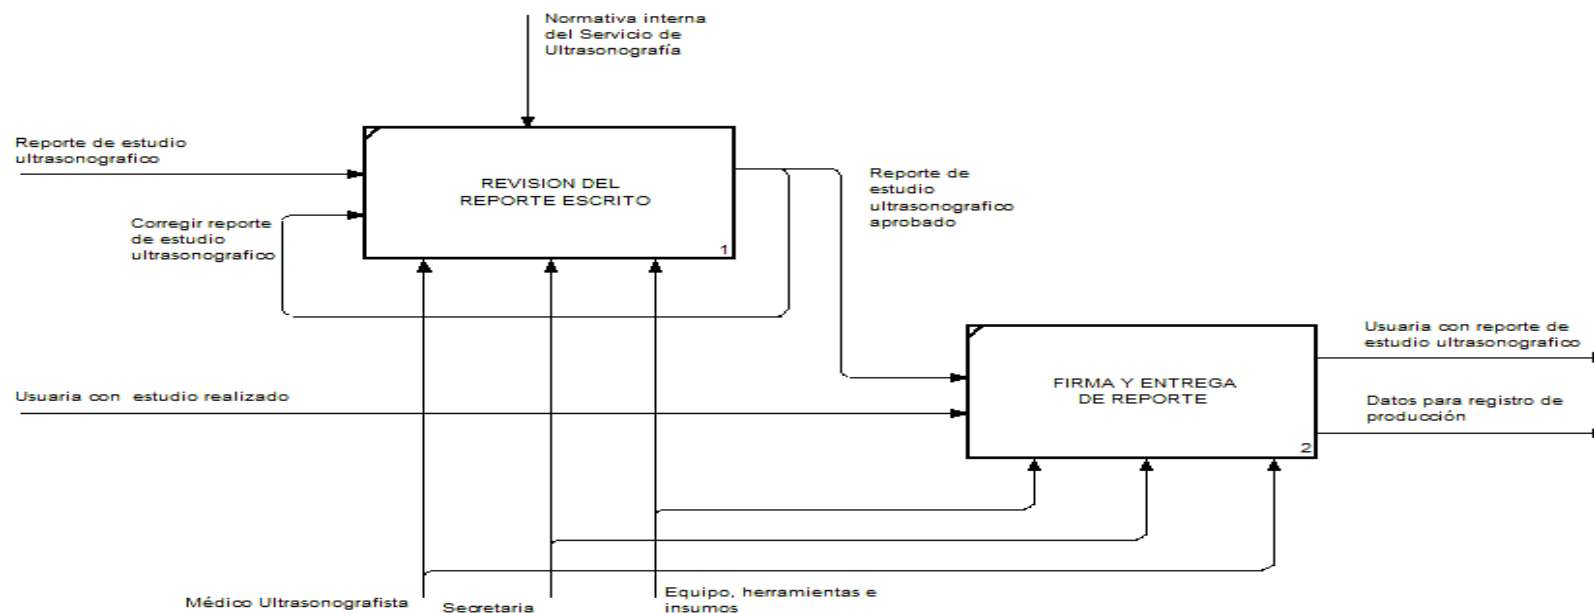 Normativa interna
del Servicio de
Ultrasonografía
Reporte de estudio
ultrasonografico
REVISION DEL
REPORTE ESCRITO
1
Reporte de
estudio
ultrasonografico
aprobado
Corregir reporte
de estudio
ultrasonografico
Usuaria con reporte de
estudio ultrasonografico
FIRMA Y ENTREGA
DE REPORTE
2
Usuaria con estudio realizado
Datos para registro de
producción
Médico Ultrasonografista
Secretaria
Equipo, herramientas e
insumos